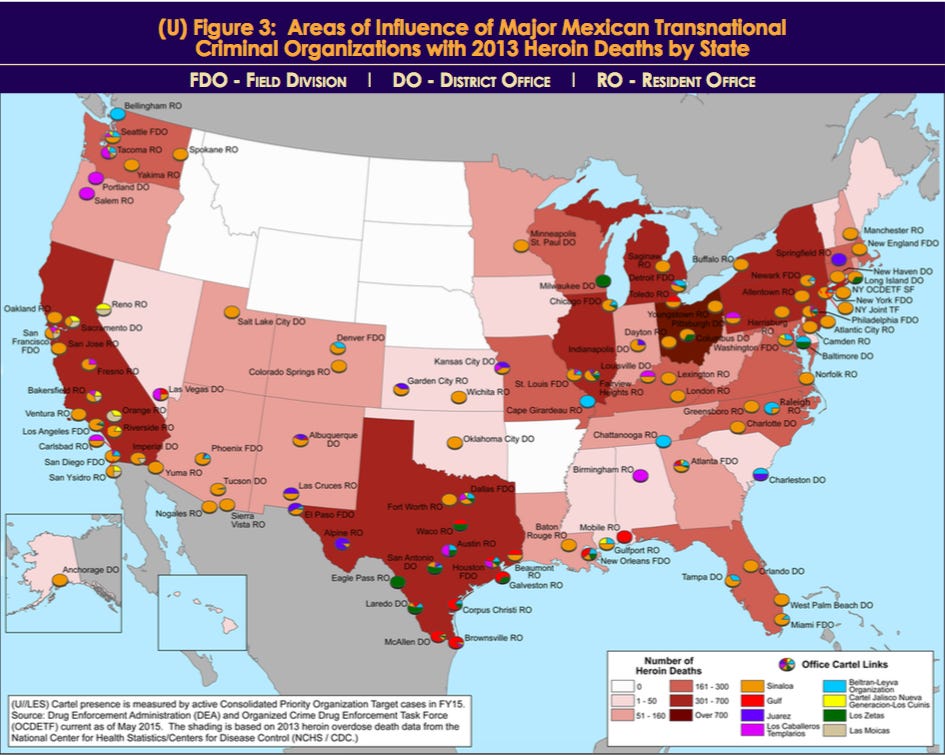 (U) Figure 3: Areas of Influence of Major Mexican Transnational
Criminal Organizations with 2013 Heroin Deaths by State
FDO - Field Division | DO - District Office | RO - Resident Office
Bellingham RO
Seattle FDO
Tacoma RO
Spokane RO
Yakima RO
Portland DO
Salem RO
Minneapolis
St. Paul DO
Saginaw
RO
Buffalo RO
Manchester RO
New England FDO
Springfield RO
Milwaukee DO
Detroit FDO
Newark FDO
New Haven DO
Long Island DO
NY OCDETF SF
Chicago FDO
Toledo RO
Allentown RO
New York FDO
NY Joint TF
Oakland RO
Reno RO
Sacramento DO
San
Francisco
FDO
San Jose RO
Salt Lake City DO
Youngstown RO
Pittsburgh DO
Harrisburg
RO
Philadelphia FDO
Atlantic City RO
Denver FDO
Dayton RO
Columbus DO
Washington FDO
Camden RO
Baltimore DO
Indianapolis DO
Fresno RO
Colorado Springs RO
Kansas City DO
St. Louis FDO
Fairview
Heights RO
Louisville DO
Lexington RO
Norfolk RO
Bakersfield RO
Las Vegas DO
Garden City RO
Wichita RO
London RO
Cape Girardeau RO
Greensboro RO
Raleigh
RO
Ventura RO
Orange RO
Los Angeles FDO
Riverside RO
Charlotte DO
Carlsbad RO
Imperial DO
Albuquerque
DO
Oklahoma City DO
Chattanooga RO
San Diego FDO
Phoenix FDO
Atlanta FDO
San Ysidro RO
Yuma RO
Tucson DO
Las Cruces RO
Dallas FDO
Birmingham RO
Charleston DO
Nogales RO
Sierra
Vista RO
El Paso FDO
Fort Worth RO
Alpine RO
Waco RO
Baton
Rouge RO
Mobile RO
Austin RO
Gulfport RO
New Orleans FDO
San Antonio
DO
Houston
FDO
Beaumont
RO
Anchorage DO
Eagle Pass RO
Galveston RO
Orlando DO
Tampa DO
Laredo DO
Corpus Christi RO
West Palm Beach DO
Miami FDO
McAllen DO
Brownsville RO
Number of
Heroin Deaths
0
1 - 50
51 - 160
161 - 300
301 - 700
Over 700
Office Cartel Links
Sinaloa
Gulf
Juarez
Los Caballeros
Templarios
Beltran-Leyva
Organization
Cartel Jalisco Nueva
Generacion-Los Cuinis
Los Zetas
Las Moicas
(U//LES) Cartel presence is measured by active Consolidated Priority Organization Target cases in FY15.
Source: Drug Enforcement Administration (DEA) and Organized Crime Drug Enforcement Task Force
(OCDETF) current as of May 2015. The shading is based on 2013 heroin overdose death data from the
National Center for Health Statistics/Centers for Disease Control (NCHS / CDC.)